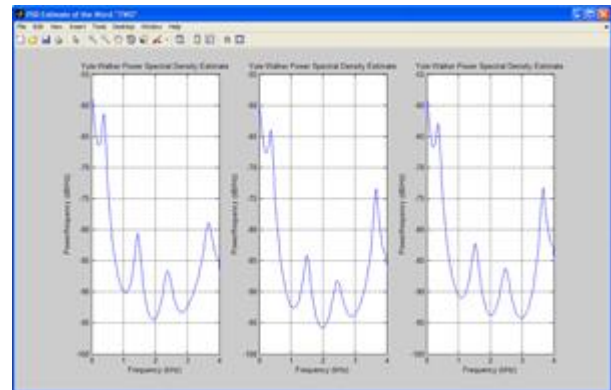 PSD Estimate of the Word "TWO"
File Edit View Insert Tools Desktop Window Help
Yule-Walker Power Spectral Density Estimate
Yule-Walker Power Spectral Density Estimate
Yule-Walker Power Spectral Density Estimate
Power/Frequency (dB/Hz)
Power/Frequency (dB/Hz)
Power/Frequency (dB/Hz)
0 1 2 3 4
0 1 2 3 4
0 1 2 3 4
Frequency (kHz)
Frequency (kHz)
Frequency (kHz)